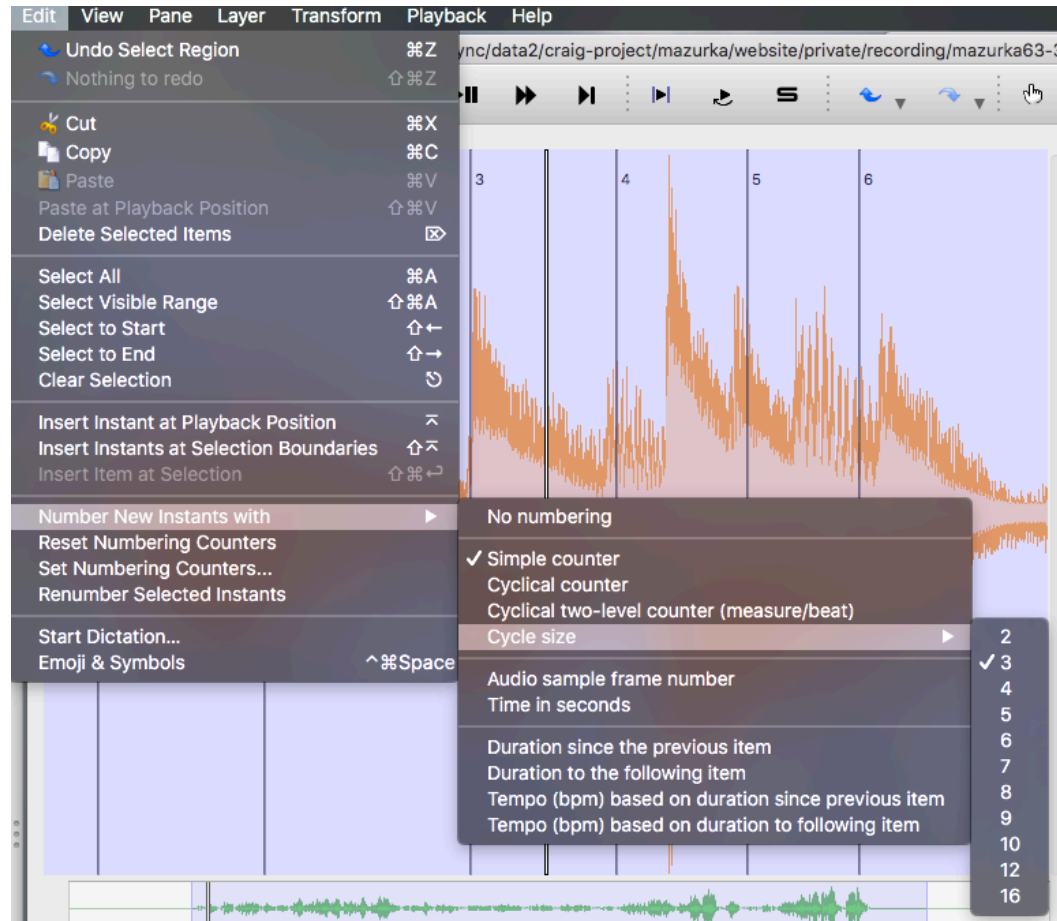 Edit View Pane Layer Transform Playback Help
Undo Select Region ⌘Z
ync/data2/craig-project/mazurka/website/private/recording/mazurka63-3
Nothing to redo ⇧⌘Z
Cut ⌘X
Copy ⌘C
Paste ⌘V
Paste at Playback Position ⇧⌘V
Delete Selected Items ⌦
3 4 5 6
Select All ⌘A
Select Visible Range ⇧⌘A
Select to Start ⇧←
Select to End ⇧→
Clear Selection ⎋
Insert Instant at Playback Position ⌤
Insert Instants at Selection Boundaries ⇧⌤
Insert Item at Selection ⇧⌘↩
Number New Instants with ▶
Reset Numbering Counters
Set Numbering Counters...
Renumber Selected Instants
Start Dictation...
Emoji & Symbols ^⌘Space
No numbering
✓ Simple counter
Cyclical counter
Cyclical two-level counter (measure/beat)
Cycle size ▶
Audio sample frame number
Time in seconds
Duration since the previous item
Duration to the following item
Tempo (bpm) based on duration since previous item
Tempo (bpm) based on duration to following item
2
✓ 3
4
5
6
7
8
9
10
12
16